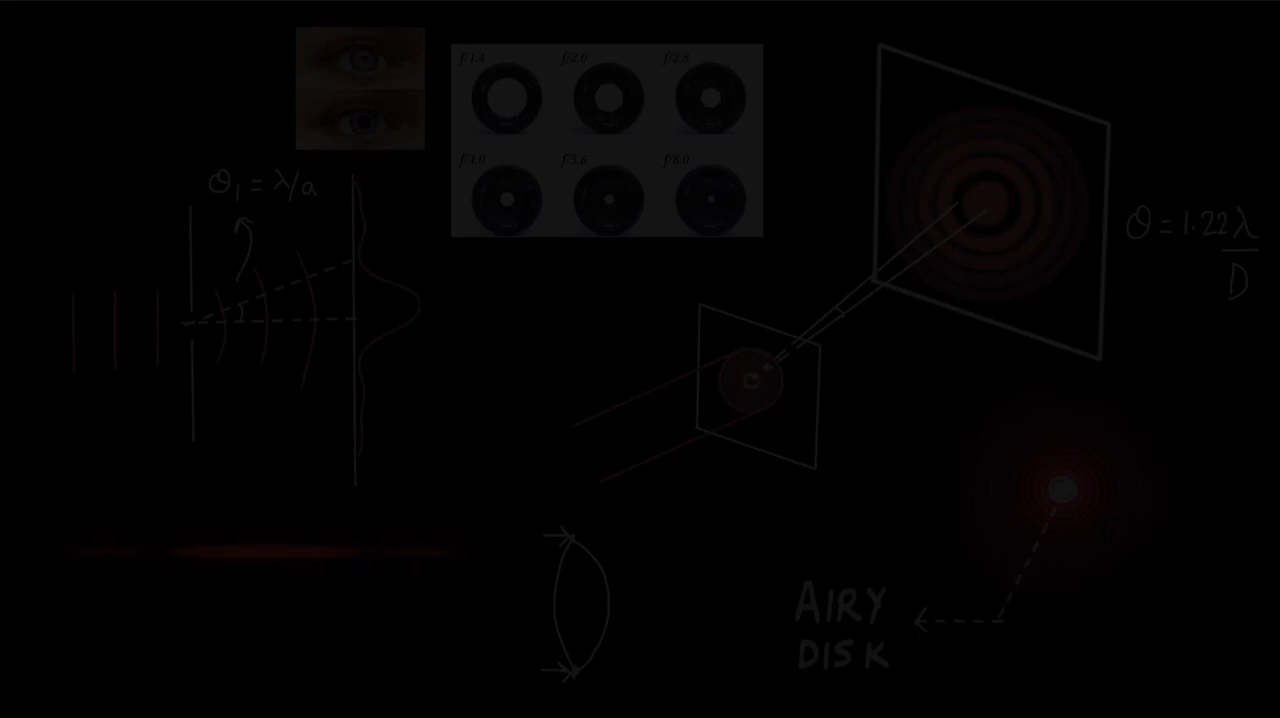 f/1.4 f/2.0 f/2.8
f/4.0 f/5.6 f/8.0
θ₁ = λ/a
θ = 1.22λ
D
AIRY
DISK